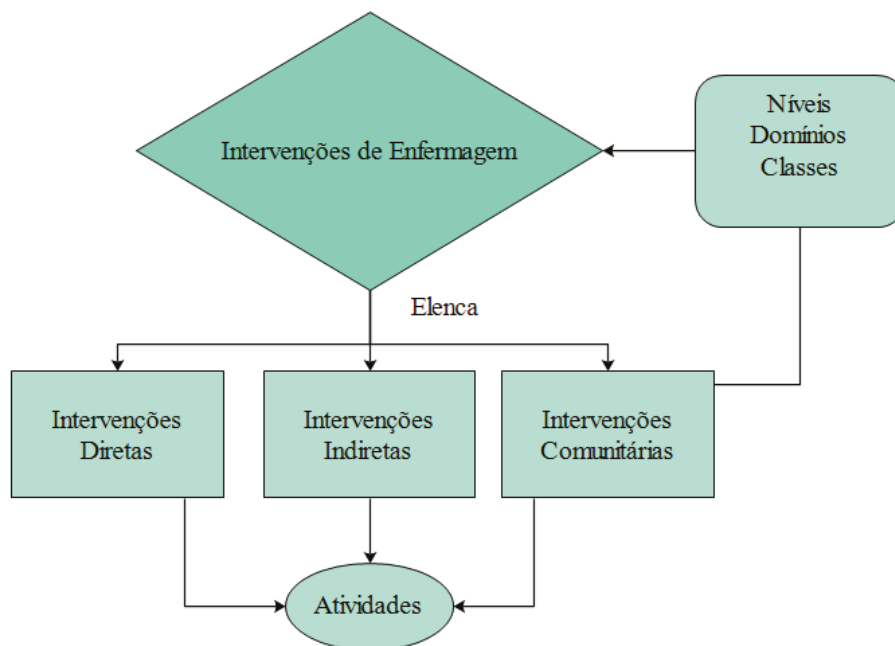 Intervenções de Enfermagem
Níveis
Domínios
Classes
Elenca
Intervenções
Diretas
Intervenções
Indiretas
Intervenções
Comunitárias
Atividades